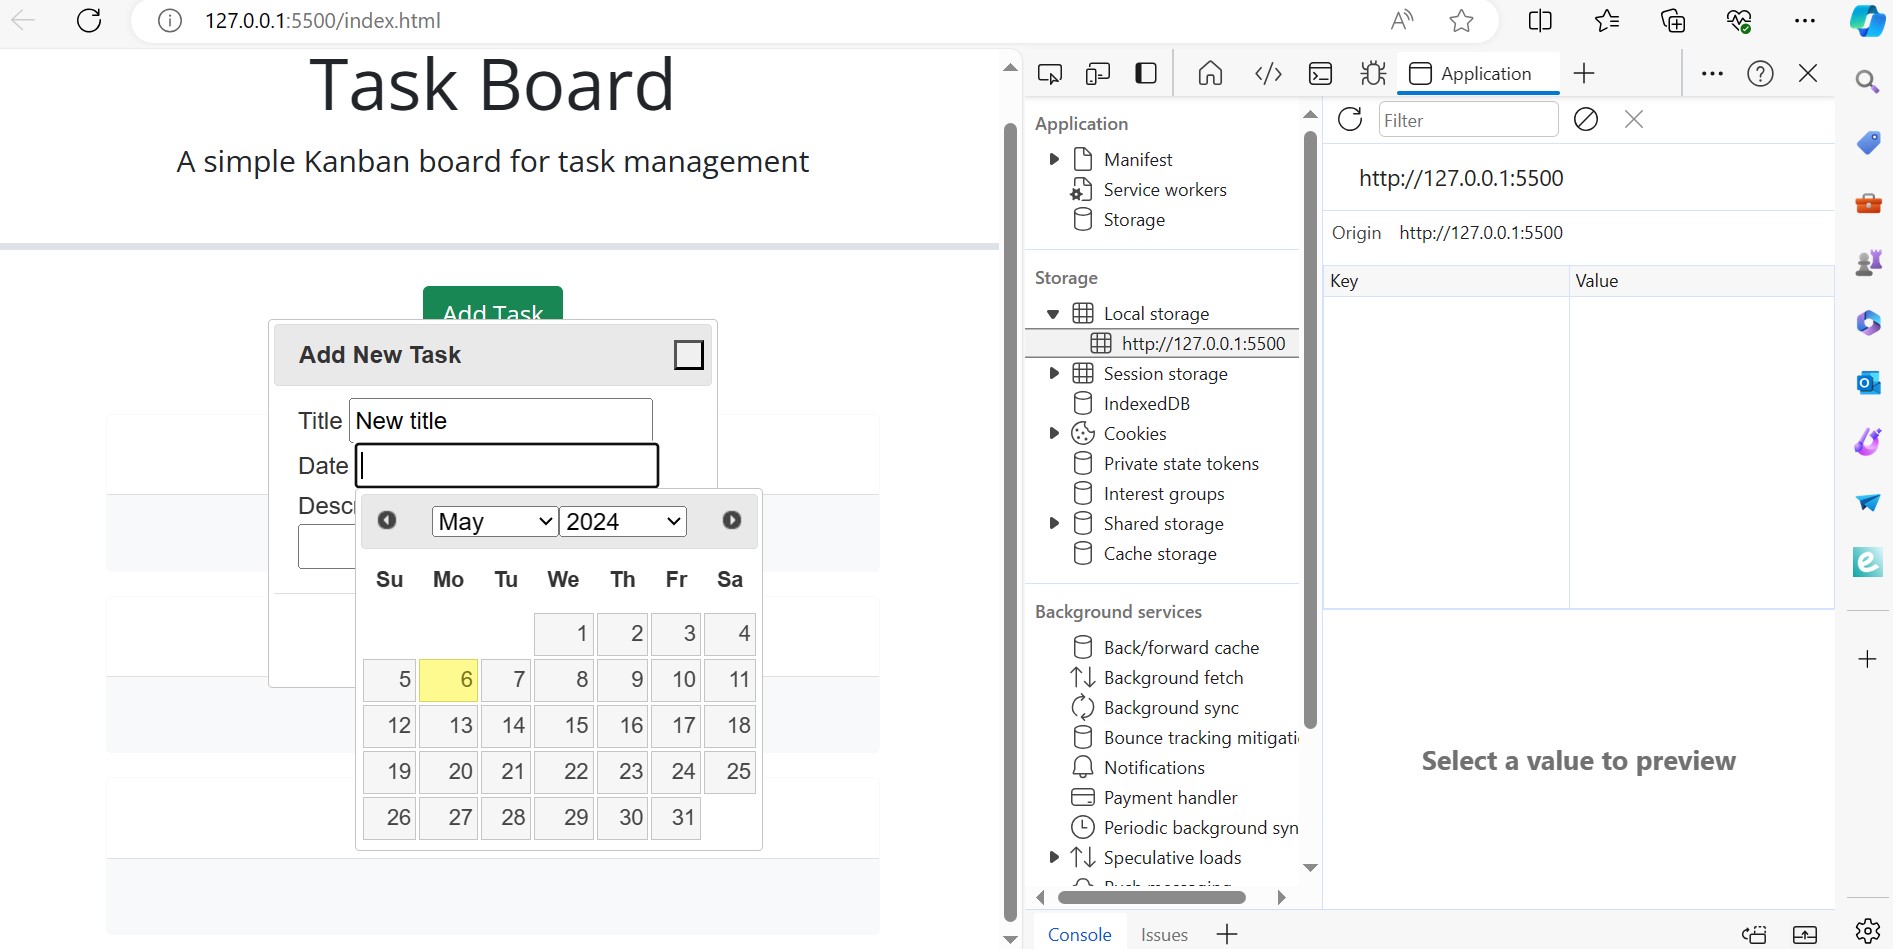 127.0.0.1:5500/index.html
Task Board
A simple Kanban board for task management
Add Task
Add New Task
Title New title
Date
Descr
May 2024
Su Mo Tu We Th Fr Sa
1 2 3 4
5 6 7 8 9 10 11
12 13 14 15 16 17 18
19 20 21 22 23 24 25
26 27 28 29 30 31
Application
Application
Manifest
Service workers
Storage
Storage
Local storage
http://127.0.0.1:5500
Session storage
IndexedDB
Cookies
Private state tokens
Interest groups
Shared storage
Cache storage
Background services
Back/forward cache
Background fetch
Background sync
Bounce tracking mitigati
Notifications
Payment handler
Periodic background syn
Speculative loads
Push messaging
Filter
http://127.0.0.1:5500
Origin http://127.0.0.1:5500
Key Value
Select a value to preview
Console Issues